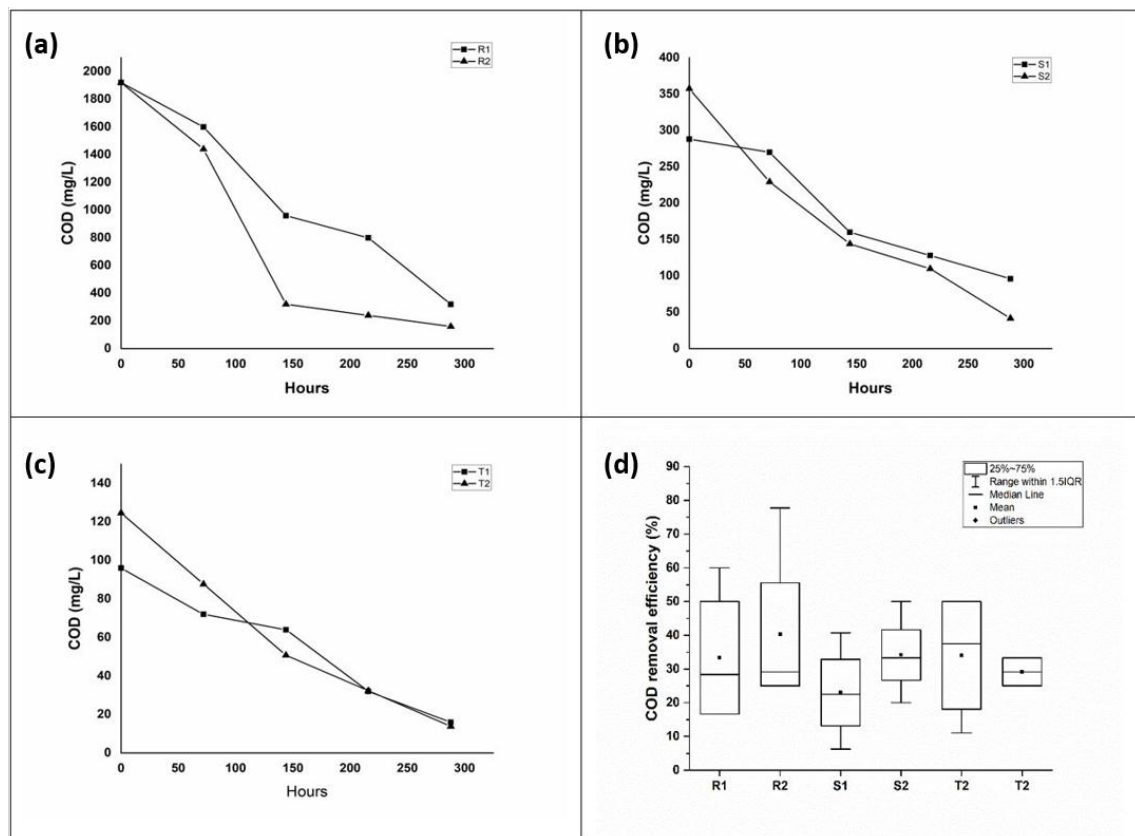 (a)
R1
R2
2000
1800
1600
1400
1200
1000
800
600
400
200
0
COD (mg/L)
0 50 100 150 200 250 300
Hours
(b)
S1
S2
400
350
300
250
200
150
100
50
0
COD (mg/L)
0 50 100 150 200 250 300
Hours
(c)
T1
T2
140
120
100
80
60
40
20
0
COD (mg/L)
0 50 100 150 200 250 300
Hours
(d)
25%~75%
Range within 1.5IQR
Median Line
Mean
Outliers
90
80
70
60
50
40
30
20
10
0
COD removal efficiency (%)
R1 R2 S1 S2 T2 T2